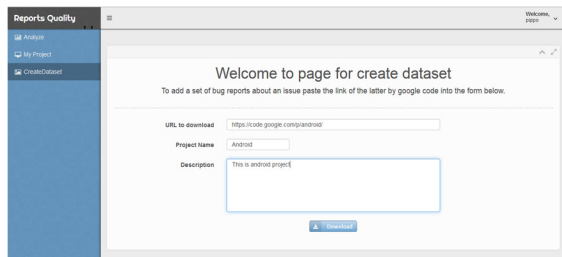 Reports Quality
Welcome,
pippo
Analyze
My Project
CreateDataset
Welcome to page for create dataset
To add a set of bug reports about an issue paste the link of the latter by google code into the form below.
URL to download
https://code.google.com/p/android/
Project Name
Android
Description
This is android project
Download